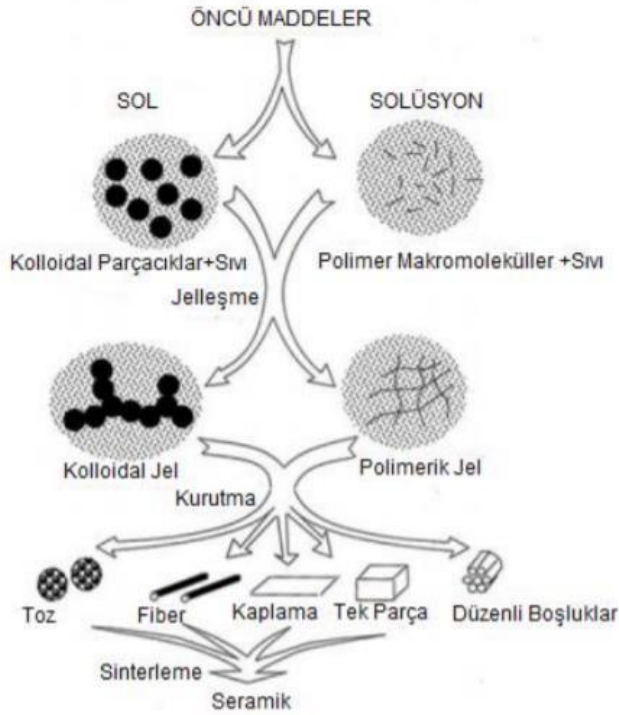 ÖNCÜ MADDELER
SOL
SOLÜSYON
Kolloidal Parçacıklar+Sıvı
Polimer Makromoleküller +Sıvı
Jelleşme
Kolloidal Jel
Polimerik Jel
Kurutma
Toz
Fiber
Kaplama
Tek Parça
Düzenli Boşluklar
Sinterleme
Seramik